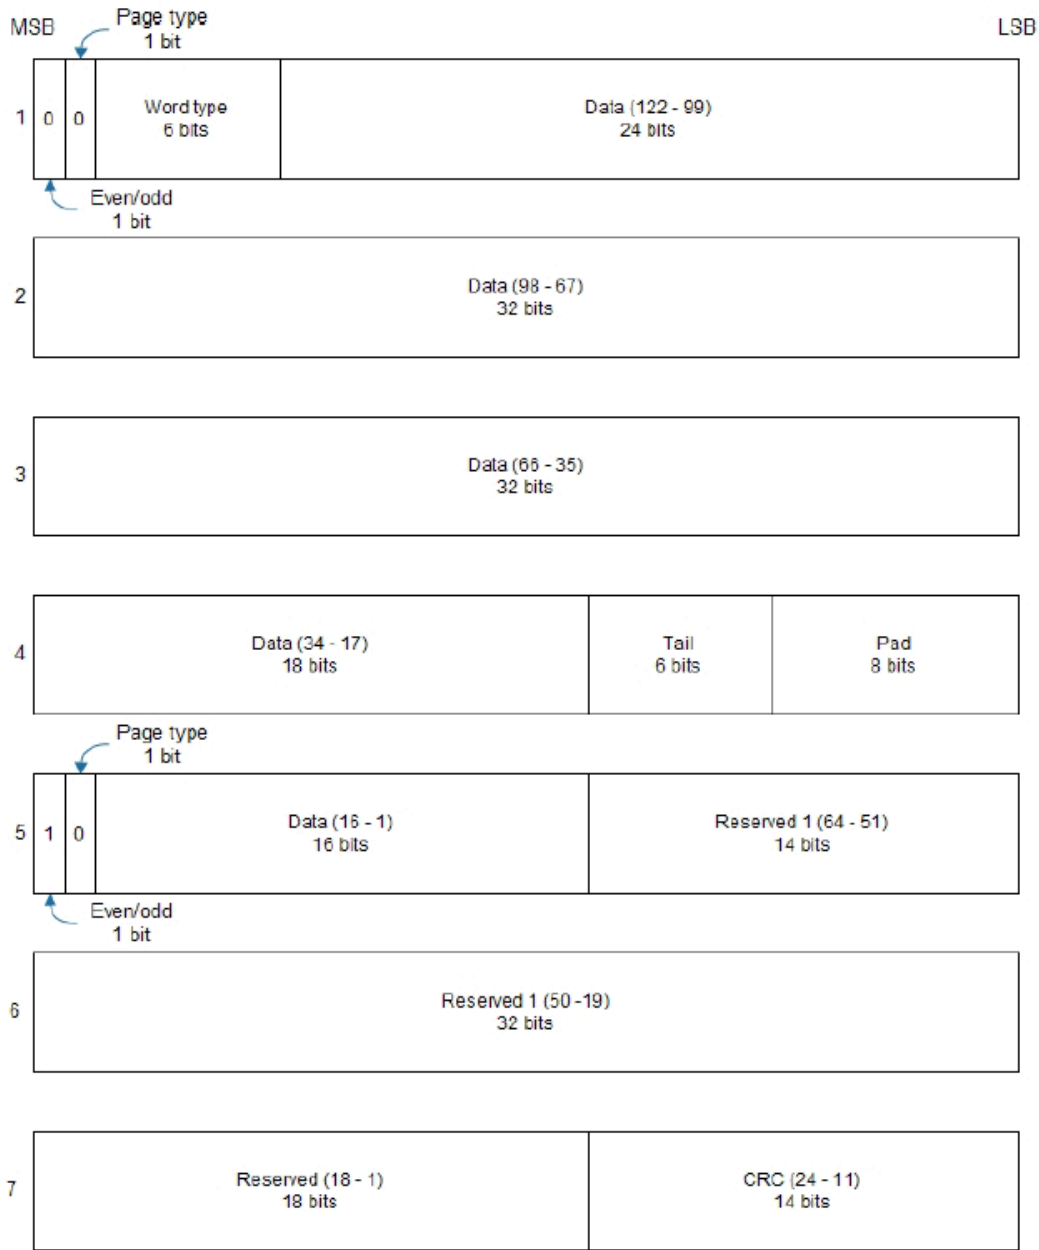 MSB
Page type
1 bit
LSB
1
0
0
Word type
6 bits
Data (122 - 99)
24 bits
Even/odd
1 bit
2
Data (98 - 67)
32 bits
3
Data (66 - 35)
32 bits
4
Data (34 - 17)
18 bits
Tail
6 bits
Pad
8 bits
Page type
1 bit
5
1
0
Data (16 - 1)
16 bits
Reserved 1 (64 - 51)
14 bits
Even/odd
1 bit
6
Reserved 1 (50 -19)
32 bits
7
Reserved (18 - 1)
18 bits
CRC (24 - 11)
14 bits